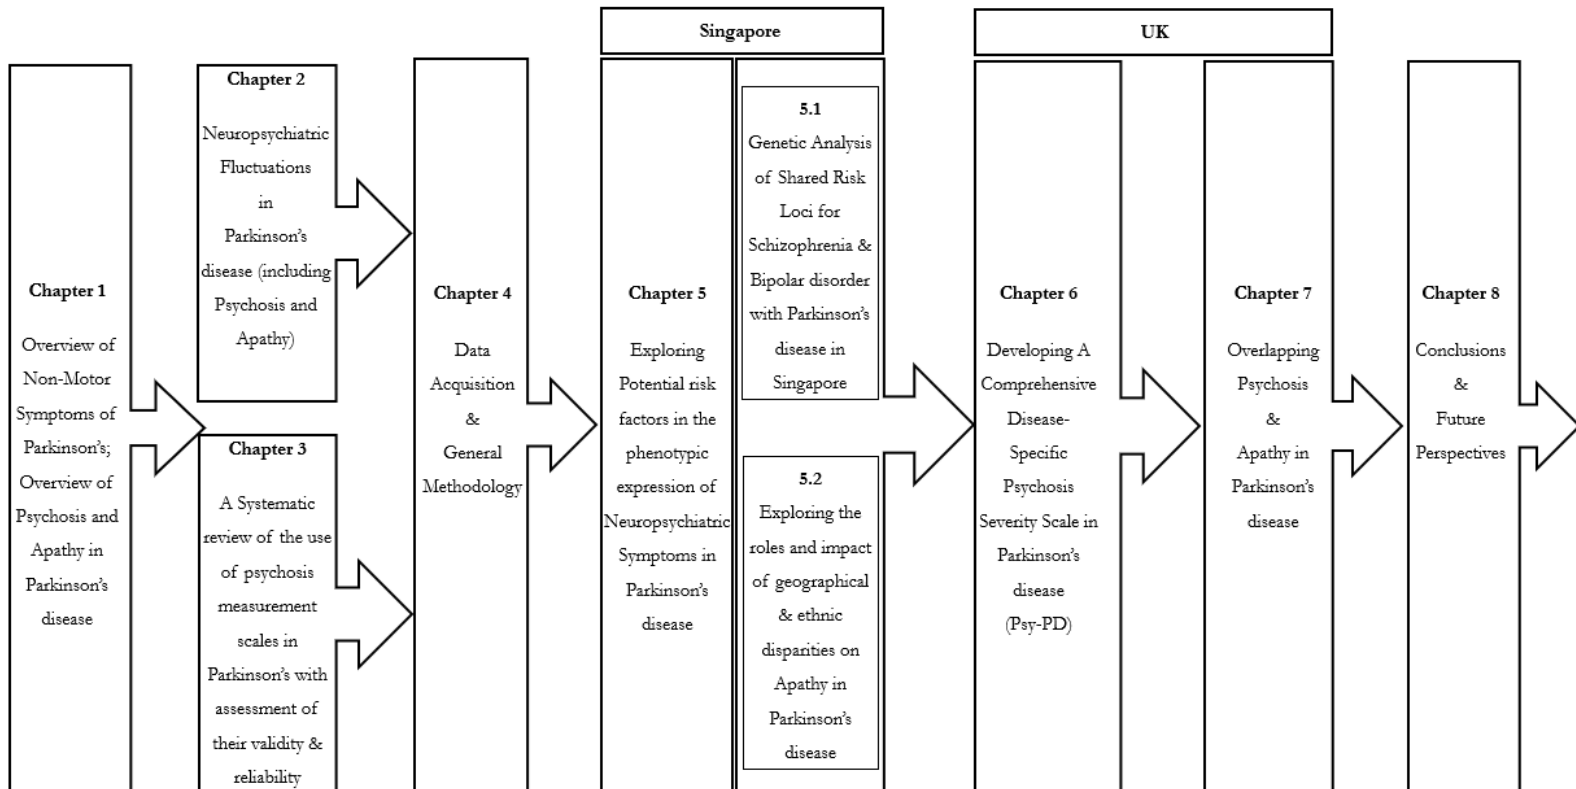 Singapore
UK
Chapter 1
Overview of
Non-Motor
Symptoms of
Parkinson's;
Overview of
Psychosis and
Apathy in
Parkinson's
disease
Chapter 2
Neuropsychiatric
Fluctuations
in
Parkinson's
disease (including
Psychosis and
Apathy)
Chapter 3
A Systematic
review of the use
of psychosis
measurement
scales in
Parkinson's with
assessment of
their validity &
reliability
Chapter 4
Data
Acquisition
&
General
Methodology
Chapter 5
Exploring
Potential risk
factors in the
phenotypic
expression of
Neuropsychiatric
Symptoms in
Parkinson's
disease
5.1
Genetic Analysis
of Shared Risk
Loci for
Schizophrenia &
Bipolar disorder
with Parkinson's
disease in
Singapore
5.2
Exploring the
roles and impact
of geographical
& ethnic
disparities on
Apathy in
Parkinson's
disease
Chapter 6
Developing A
Comprehensive
Disease-
Specific
Psychosis
Severity Scale in
Parkinson's
disease
(Psy-PD)
Chapter 7
Overlapping
Psychosis
&
Apathy in
Parkinson's
disease
Chapter 8
Conclusions
&
Future
Perspectives